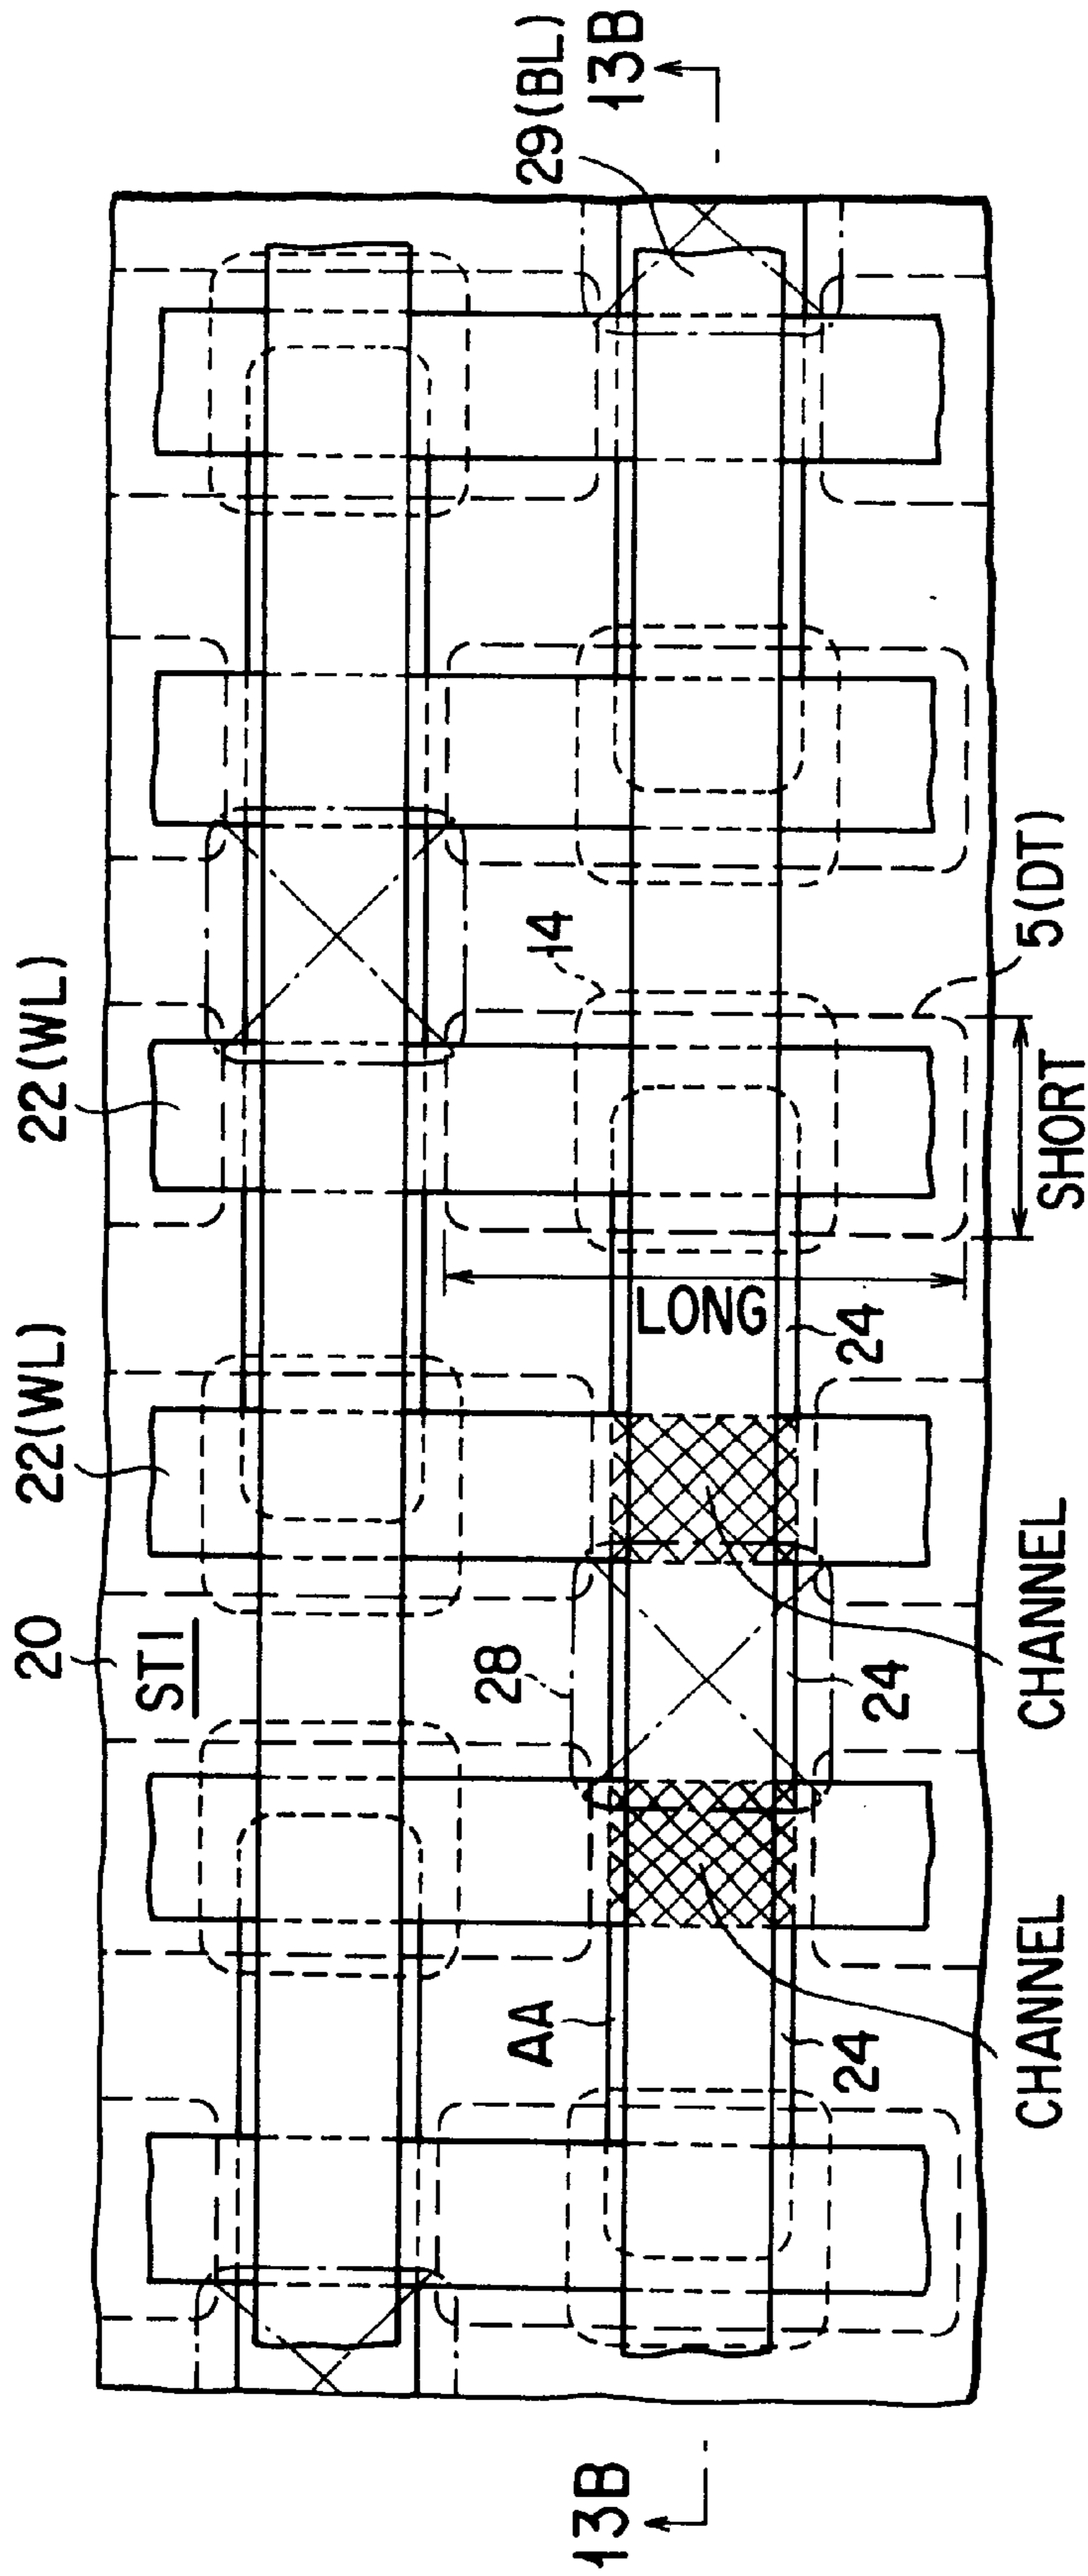 22(WL)
22(WL)
20
STI
29(BL)
13B
13B
14
28
AA
5(DT)
SHORT
LONG
24
24
24
CHANNEL
CHANNEL